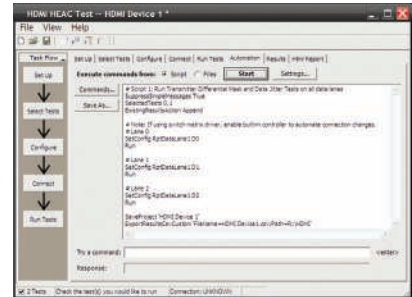 HDMI HEAC Test -- HDMI Device 1 *
File View Help
Task Flow
Set Up | Select Tests | Configure | Connect | Run Tests | Automation | Results | Html Report
Set Up
Execute commands from: Script Files Start Settings...
Commands...
Save As...
# Script 1: Run Transmitter Differential Mask and Data Jitter Tests on all data lanes
SuppressSimpleMessages True
SelectedTests 0,1
ExistingResultsAction Append
# Note: If using switch matrix driver, enable builtin controller to automate connection changes.
# Lane 0
SetConfig RptDataLane1 D0
Run
# Lane 1
SetConfig RptDataLane1 D1
Run
# Lane 2
SetConfig RptDataLane1 D2
Run
SaveProject 'HDMI Device 1'
Select Tests
Configure
Connect
Run Tests
Try a command: <enter>
Response:
2 Tests Check the test(s) you would like to run Connection: UNKNOWN